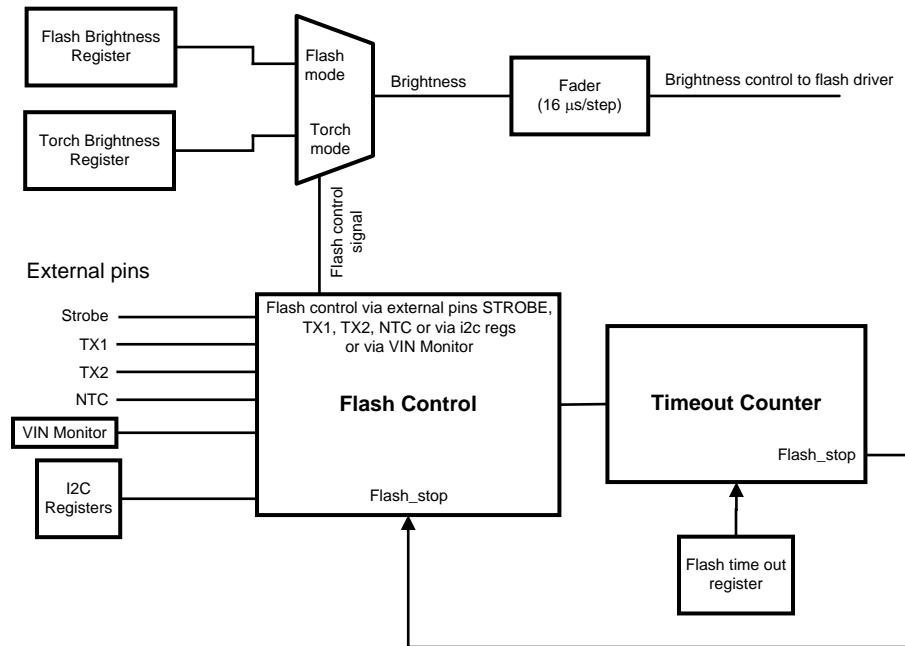 Flash Brightness
Register
Torch Brightness
Register
Flash
mode
Torch
mode
Brightness
Fader
(16 μs/step)
Brightness control to flash driver
Flash control
signal
External pins
Strobe
TX1
TX2
NTC
VIN Monitor
I2C
Registers
Flash control via external pins STROBE,
TX1, TX2, NTC or via i2c regs
or via VIN Monitor
Flash Control
Flash_stop
Timeout Counter
Flash_stop
Flash time out
register